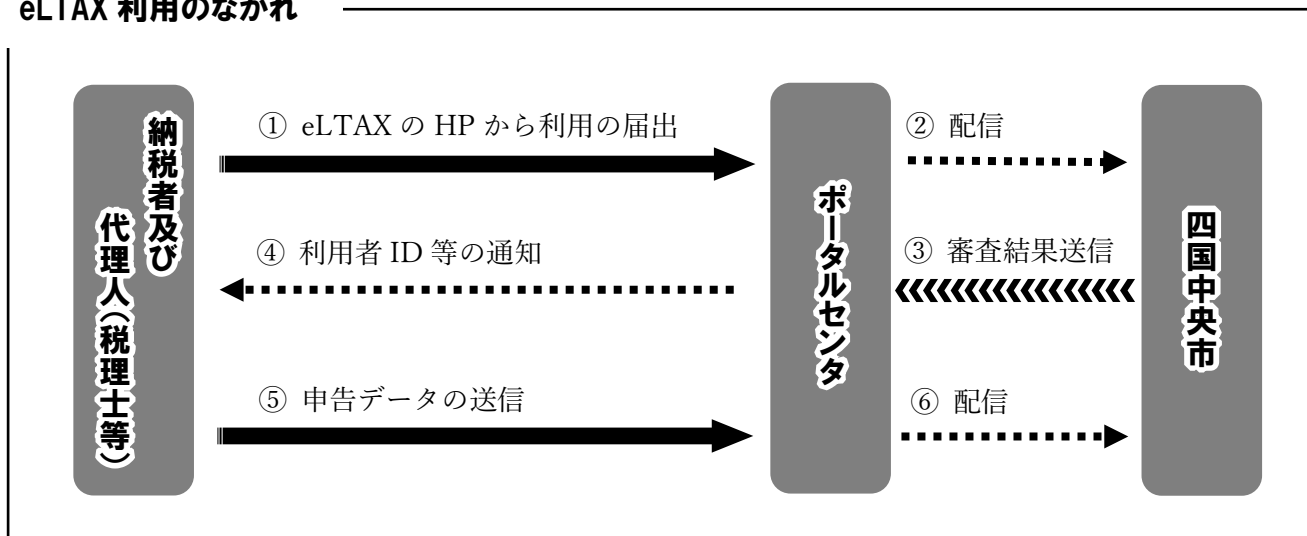 eLTAX 利用のながれ
納税者及び
代理人(税理士等)
① eLTAX の HP から利用の届出
④ 利用者 ID 等の通知
⑤ 申告データの送信
ポータルセンタ
② 配信
③ 審査結果送信
⑥ 配信
四国中央市